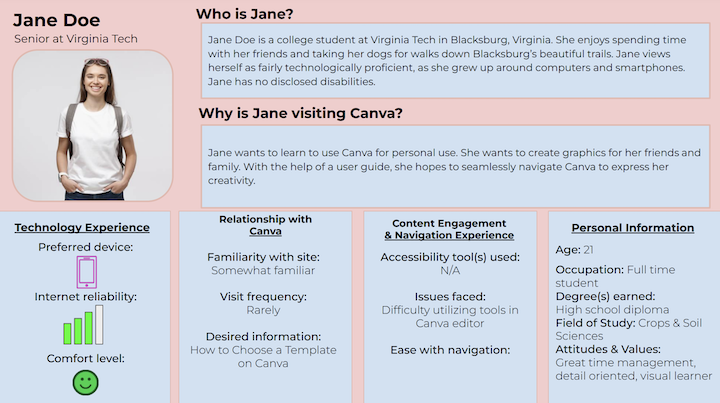 Jane Doe
Senior at Virginia Tech
Who is Jane?
Jane Doe is a college student at Virginia Tech in Blacksburg, Virginia. She enjoys spending time
with her friends and taking her dogs for walks down Blacksburg's beautiful trails. Jane views
herself as fairly technologically proficient, as she grew up around computers and smartphones.
Jane has no disclosed disabilities.
Why is Jane visiting Canva?
Jane wants to learn to use Canva for personal use. She wants to create graphics for her friends and
family. With the help of a user guide, she hopes to seamlessly navigate Canva to express her
creativity.
Technology Experience
Preferred device:
Internet reliability:
Comfort level:
Relationship with
Canva
Familiarity with site:
Somewhat familiar
Visit frequency:
Rarely
Desired information:
How to Choose a Template
on Canva
Content Engagement
& Navigation Experience
Accessibility tool(s) used:
N/A
Issues faced:
Difficulty utilizing tools in
Canva editor
Ease with navigation:
Personal Information
Age: 21
Occupation: Full time
student
Degree(s) earned:
High school diploma
Field of Study: Crops & Soil
Sciences
Attitudes & Values:
Great time management,
detail oriented, visual learner